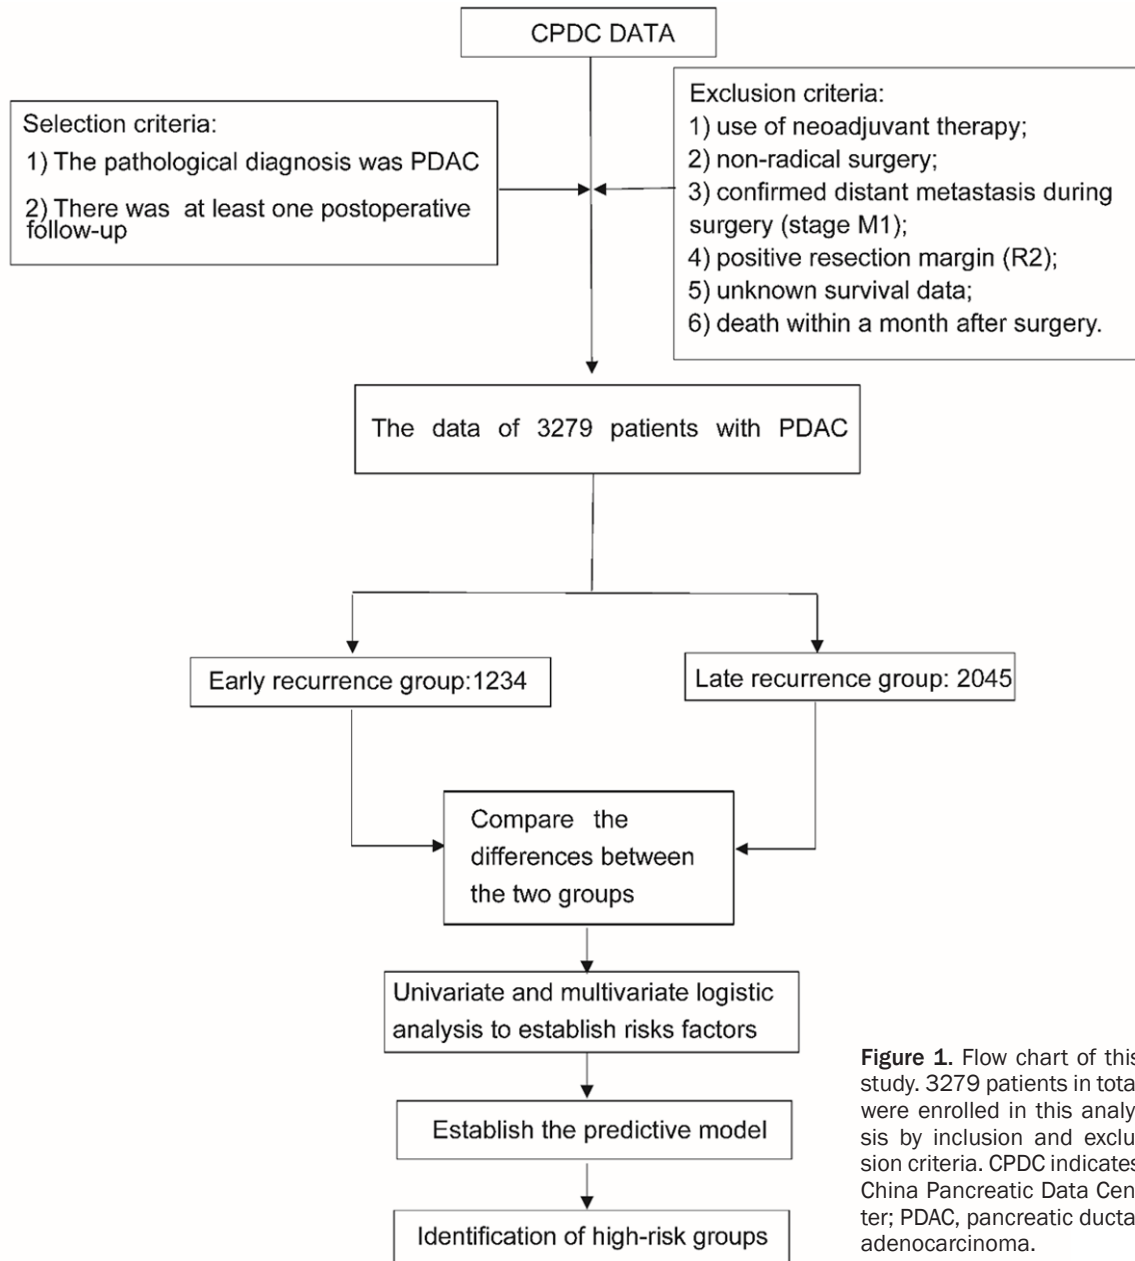 CPDC DATA
Selection criteria:
1) The pathological diagnosis was PDAC
2) There was at least one postoperative
follow-up
Exclusion criteria:
1) use of neoadjuvant therapy;
2) non-radical surgery;
3) confirmed distant metastasis during
surgery (stage M1);
4) positive resection margin (R2);
5) unknown survival data;
6) death within a month after surgery.
The data of 3279 patients with PDAC
Early recurrence group:1234
Late recurrence group: 2045
Compare the
differences between
the two groups
Univariate and multivariate logistic
analysis to establish risks factors
Establish the predictive model
Identification of high-risk groups
Figure 1. Flow chart of this
study. 3279 patients in tota
were enrolled in this analy-
sis by inclusion and exclu
sion criteria. CPDC indicates
China Pancreatic Data Cen
ter; PDAC, pancreatic ducta
adenocarcinoma.